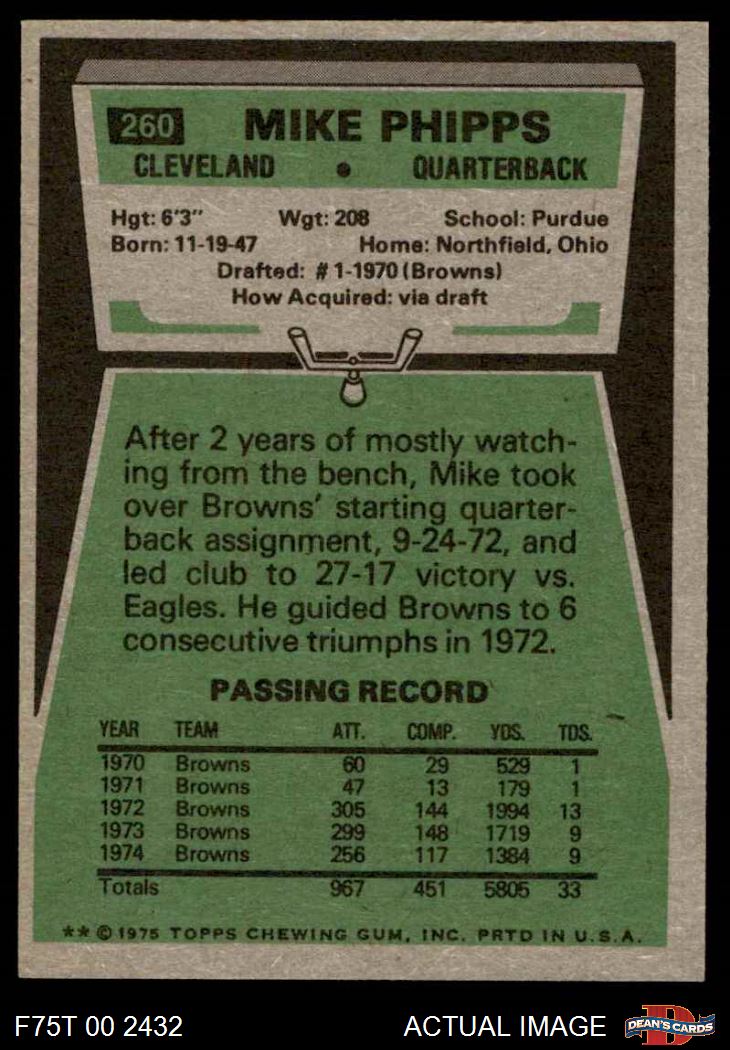 260 MIKE PHIPPS
CLEVELAND • QUARTERBACK
Hgt: 6'3" Wgt: 208 School: Purdue
Born: 11-19-47 Home: Northfield, Ohio
Drafted: #1-1970 (Browns)
How Acquired: via draft
After 2 years of mostly watch-
ing from the bench, Mike took
over Browns' starting quarter-
back assignment, 9-24-72, and
led club to 27-17 victory vs.
Eagles. He guided Browns to 6
consecutive triumphs in 1972.
PASSING RECORD
YEAR TEAM ATT. COMP. YDS. TDS.
1970 Browns 60 29 529 1
1971 Browns 47 13 179 1
1972 Browns 305 144 1994 13
1973 Browns 299 148 1719 9
1974 Browns 256 117 1384 9
Totals 967 451 5805 33
** © 1975 TOPPS CHEWING GUM, INC. PRTD IN U.S.A.
F75T 00 2432 ACTUAL IMAGE D DEAN'S CARDS